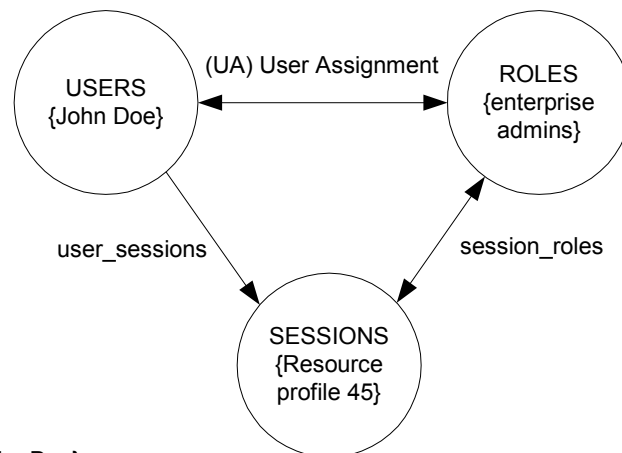 (UA) User Assignment
USERS
{John Doe}
ROLES
{enterprise
admins}
user_sessions
session_roles
SESSIONS
{Resource
profile 45}